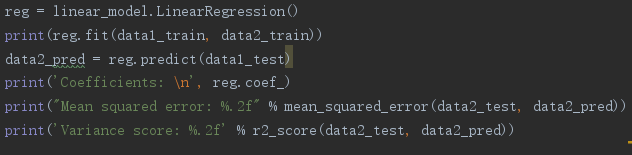 reg = linear_model.LinearRegression()
print(reg.fit(data1_train, data2_train))
data2_pred = reg.predict(data1_test)
print('Coefficients: \n', reg.coef_)
print("Mean squared error: %.2f" % mean_squared_error(data2_test, data2_pred))
print('Variance score: %.2f' % r2_score(data2_test, data2_pred))